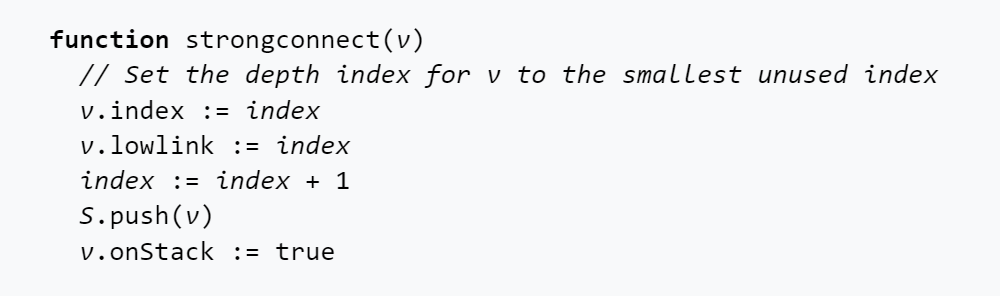 function strongconnect(v)
// Set the depth index for v to the smallest unused index
v.index := index
v.lowlink := index
index := index + 1
S.push(v)
v.onStack := true